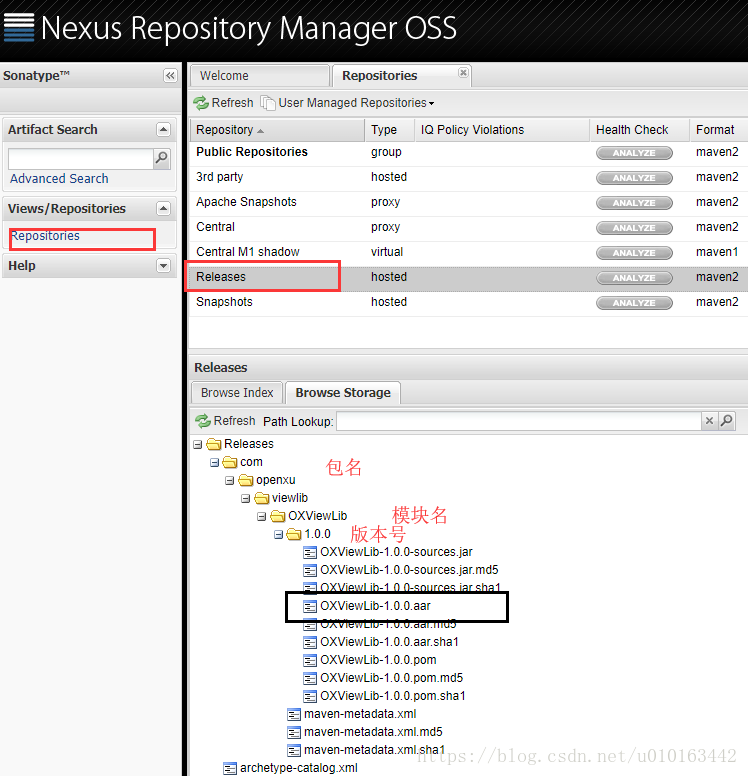 Nexus Repository Manager OSS
Sonatype™
Welcome
Repositories
Refresh
User Managed Repositories
Artifact Search
Advanced Search
Views/Repositories
Repositories
Help
Repository Type IQ Policy Violations Health Check Format
Public Repositories group ANALYZE maven2
3rd party hosted ANALYZE maven2
Apache Snapshots proxy ANALYZE maven2
Central proxy ANALYZE maven2
Central M1 shadow virtual ANALYZE maven1
Releases hosted ANALYZE maven2
Snapshots hosted ANALYZE maven2
Releases
Browse Index
Browse Storage
Refresh Path Lookup:
Releases
com
包名
openxu
viewlib
OXViewLib
模块名
1.0.0
版本号
OXViewLib-1.0.0-sources.jar
OXViewLib-1.0.0-sources.jar.md5
OXViewLib-1.0.0-sources.jar.sha1
OXViewLib-1.0.0.aar
OXViewLib-1.0.0.aar.md5
OXViewLib-1.0.0.aar.sha1
OXViewLib-1.0.0.pom
OXViewLib-1.0.0.pom.md5
OXViewLib-1.0.0.pom.sha1
maven-metadata.xml
maven-metadata.xml.md5
maven-metadata.xml.sha1
archetype-catalog.xml
https://blog.csdn.net/u010163442